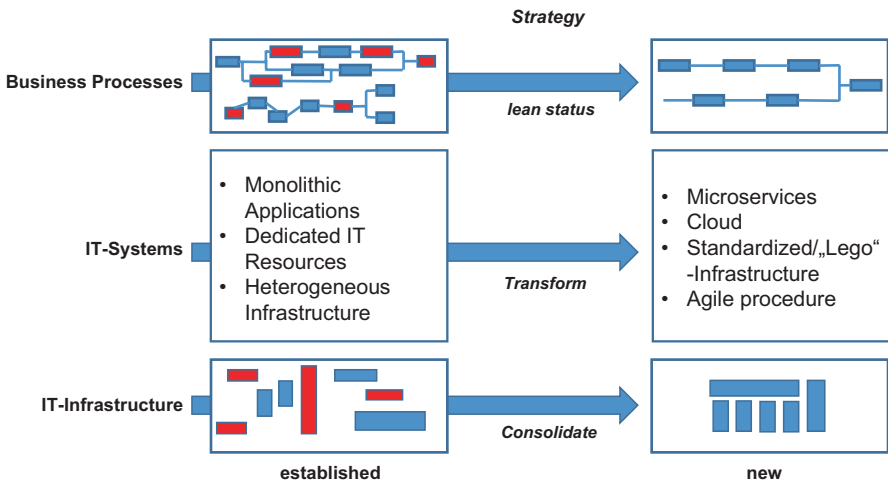 Strategy
Business Processes
lean status
• Monolithic
Applications
• Dedicated IT
Resources
• Heterogeneous
Infrastructure
IT-Systems
Transform
• Microservices
• Cloud
• Standardized/„Lego“
-Infrastructure
• Agile procedure
IT-Infrastructure
Consolidate
established
new